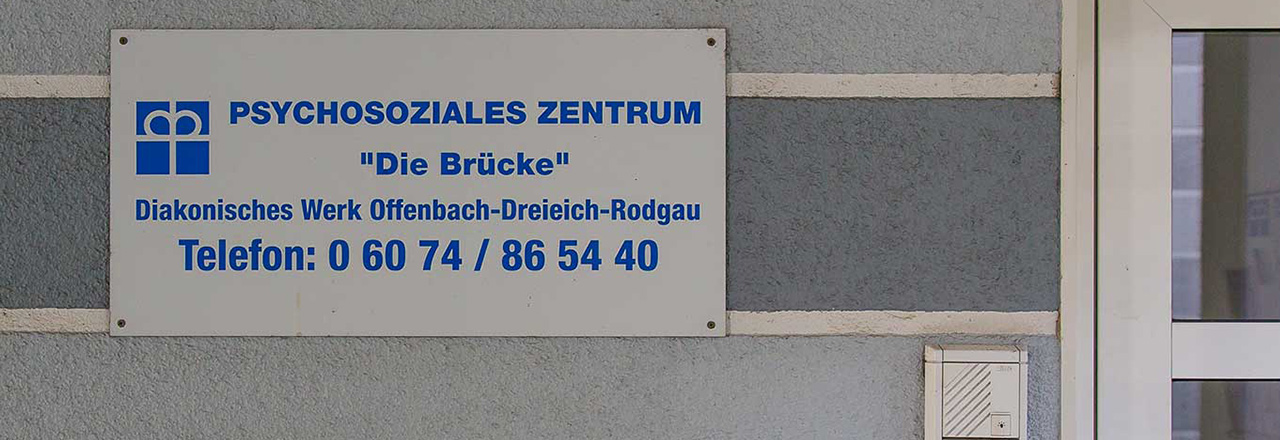 PSYCHOSOZIALES ZENTRUM
"Die Brücke"
Diakonisches Werk Offenbach-Dreieich-Rodgau
Telefon: 0 60 74 / 86 54 40